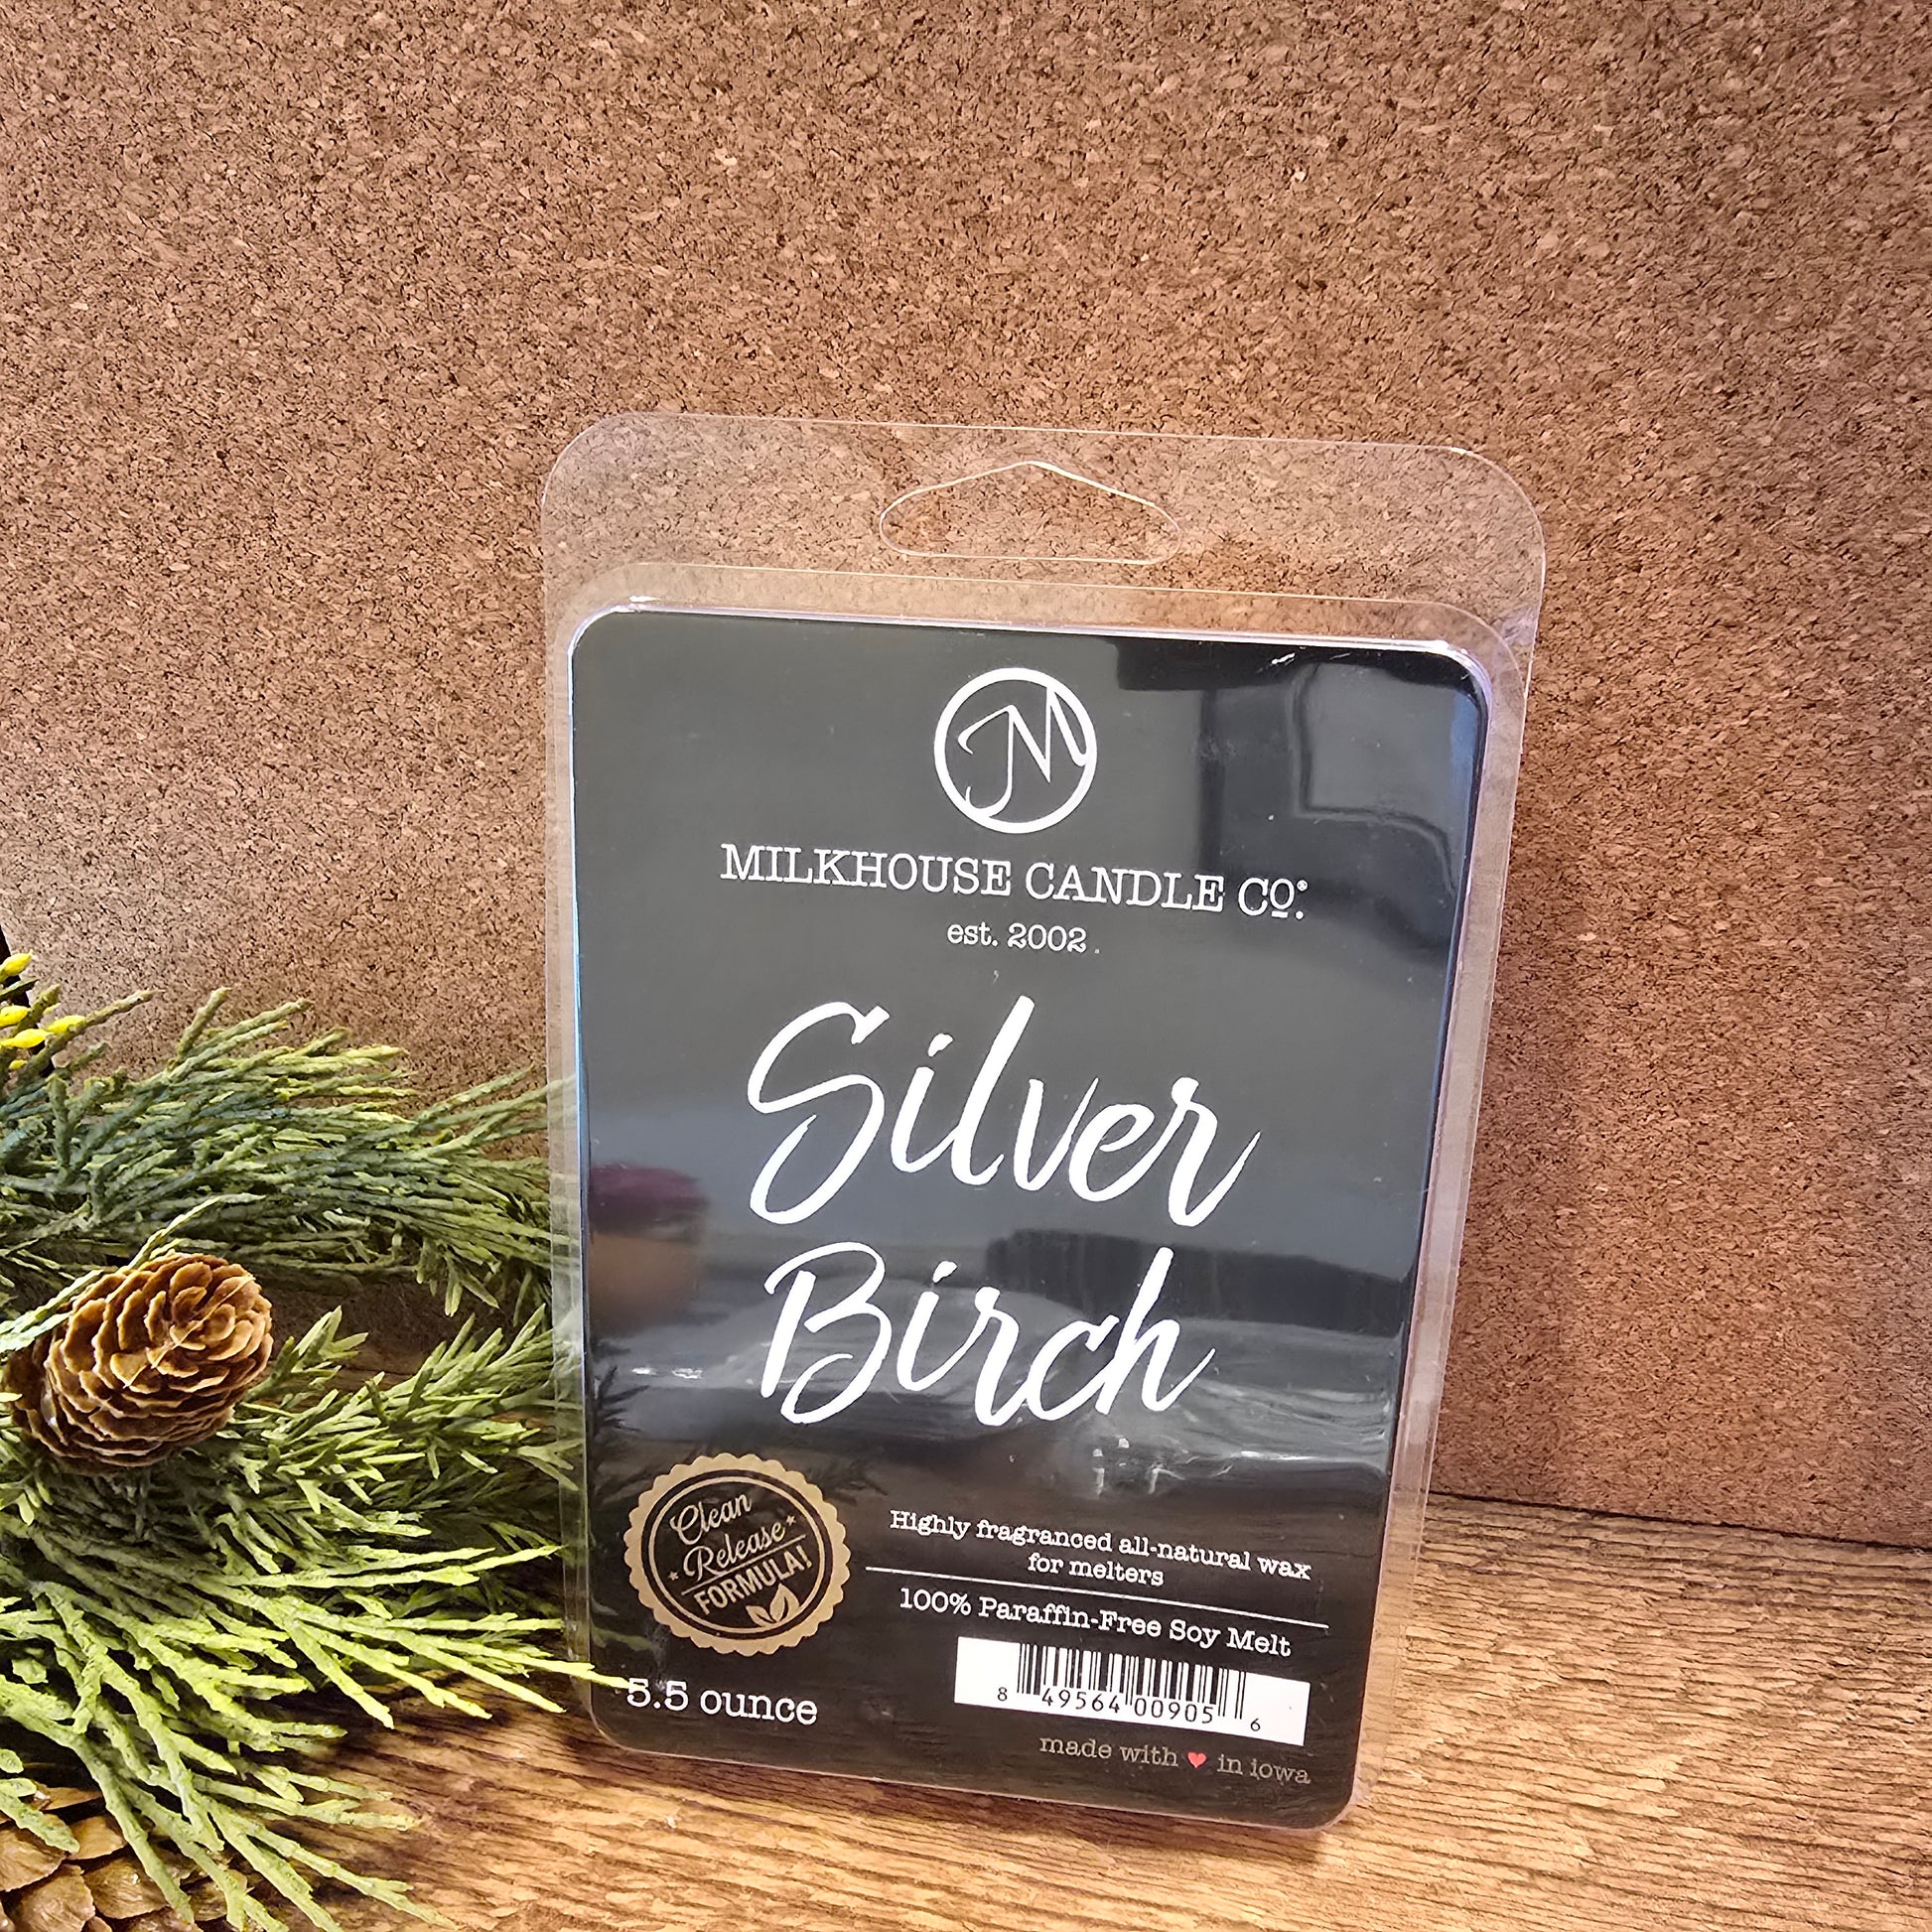 M
MILKHOUSE CANDLE CO.®
est. 2002
Silver
Birch
Clean
Release
FORMULA!
Highly fragranced all-natural wax
for melters
100% Paraffin-Free Soy Melt
8 49564 00905 6
5.5 ounce
made with ❤ in iowa